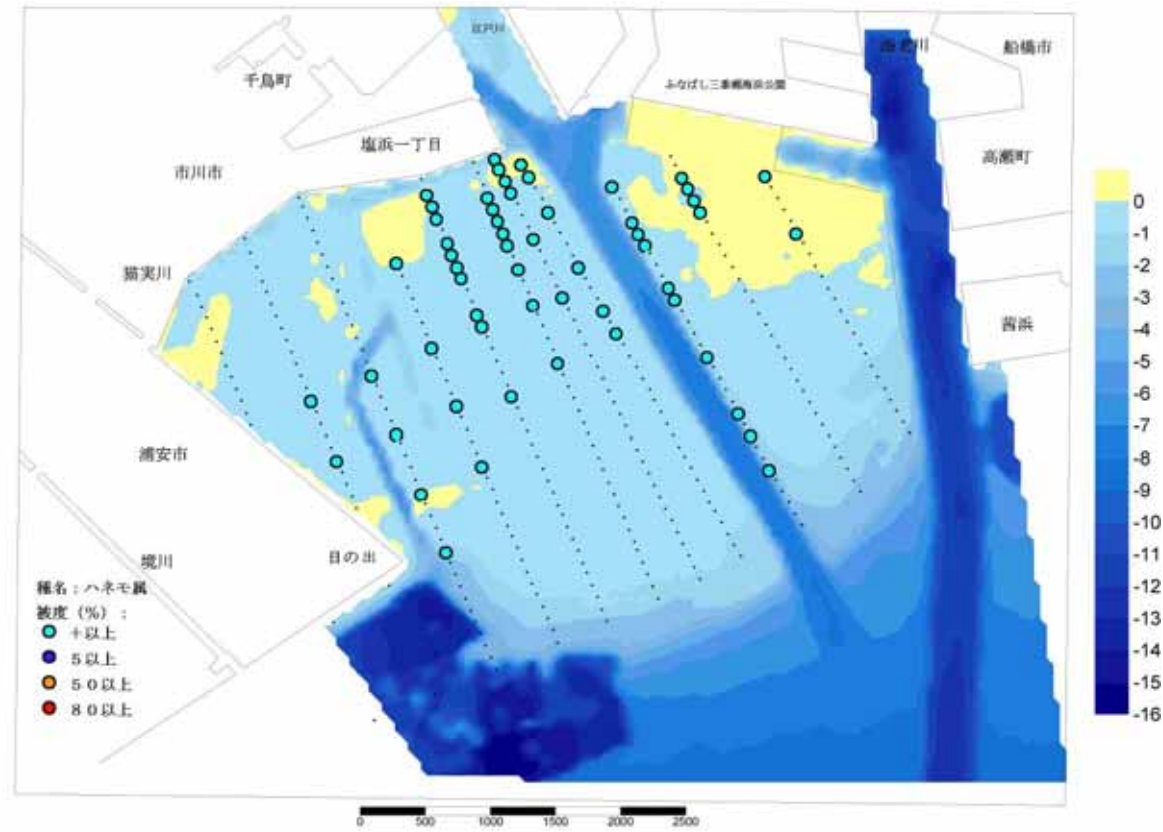 江戸川
海老川
船橋市
千鳥町
ふなばし三番瀬海浜公園
塩浜一丁目
高瀬町
市川市
猫実川
茜浜
浦安市
境川
日の出
種名：ハネモ属
被度（%）：
+以上
5以上
50以上
80以上
0
-1
-2
-3
-4
-5
-6
-7
-8
-9
-10
-11
-12
-13
-14
-15
-16
0 500 1000 1500 2000 2500